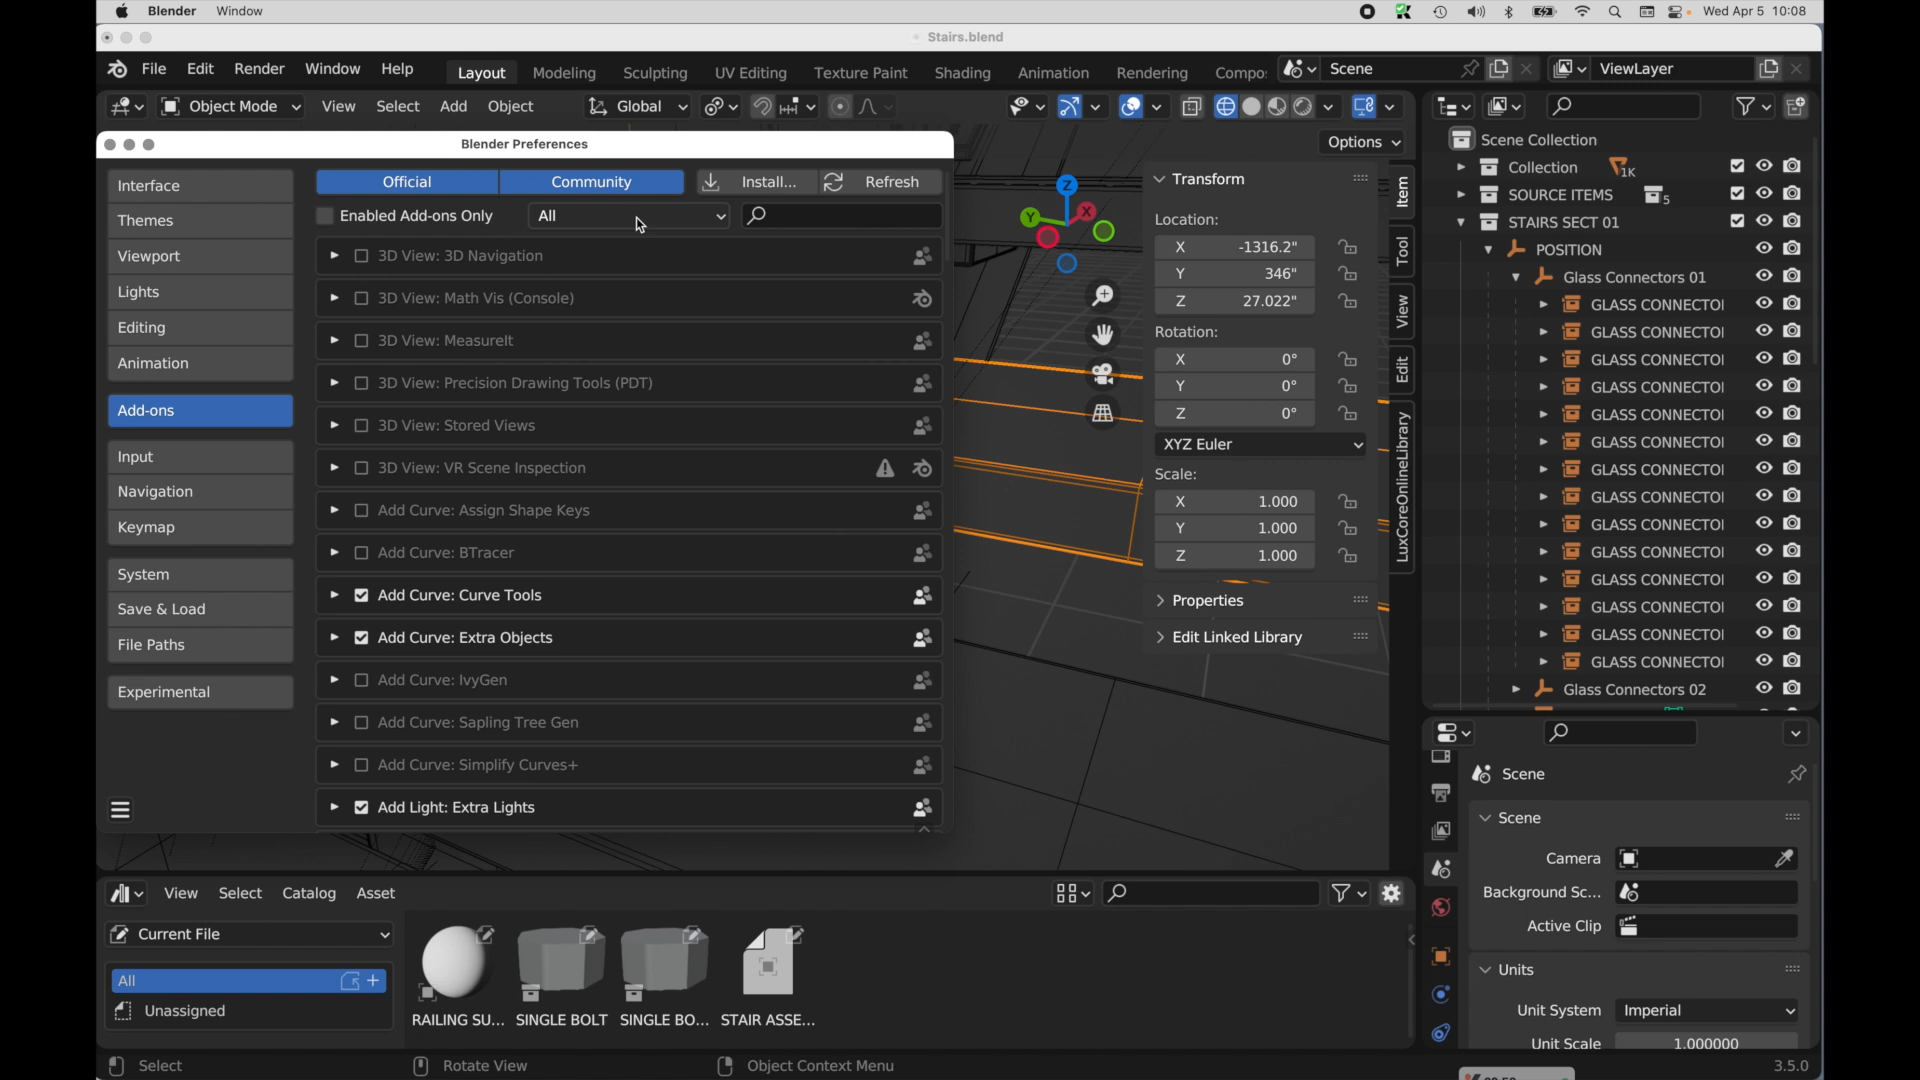 Blender Window Wed Apr 5 10:08
Stairs.blend
File Edit Render Window Help Layout Modeling Sculpting UV Editing Texture Paint Shading Animation Rendering Compo: Scene ViewLayer
Object Mode View Select Add Object Global
Options
Blender Preferences
Interface
Themes
Viewport
Lights
Editing
Animation
Add-ons
Input
Navigation
Keymap
System
Save & Load
File Paths
Experimental
Official Community Install... Refresh
Enabled Add-ons Only All
3D View: 3D Navigation
3D View: Math Vis (Console)
3D View: MeasureIt
3D View: Precision Drawing Tools (PDT)
3D View: Stored Views
3D View: VR Scene Inspection
Add Curve: Assign Shape Keys
Add Curve: BTracer
Add Curve: Curve Tools
Add Curve: Extra Objects
Add Curve: IvyGen
Add Curve: Sapling Tree Gen
Add Curve: Simplify Curves+
Add Light: Extra Lights
Z
Y X
Transform
Location:
X -1316.2"
Y 346"
Z 27.022"
Rotation:
X 0°
Y 0°
Z 0°
XYZ Euler
Scale:
X 1.000
Y 1.000
Z 1.000
Properties
Edit Linked Library
Item
Tool
View
Edit
LuxCoreOnlineLibrary
Scene Collection
Collection 1K
SOURCE ITEMS 5
STAIRS SECT 01
POSITION
Glass Connectors 01
GLASS CONNECTOI
GLASS CONNECTOI
GLASS CONNECTOI
GLASS CONNECTOI
GLASS CONNECTOI
GLASS CONNECTOI
GLASS CONNECTOI
GLASS CONNECTOI
GLASS CONNECTOI
GLASS CONNECTOI
GLASS CONNECTOI
GLASS CONNECTOI
GLASS CONNECTOI
GLASS CONNECTOI
Glass Connectors 02
Scene
Scene
Camera
Background Sc...
Active Clip
Units
Unit System Imperial
Unit Scale 1.000000
View Select Catalog Asset
Current File
All
Unassigned
RAILING SU... SINGLE BOLT SINGLE BO... STAIR ASSE...
Select Rotate View Object Context Menu 3.5.0